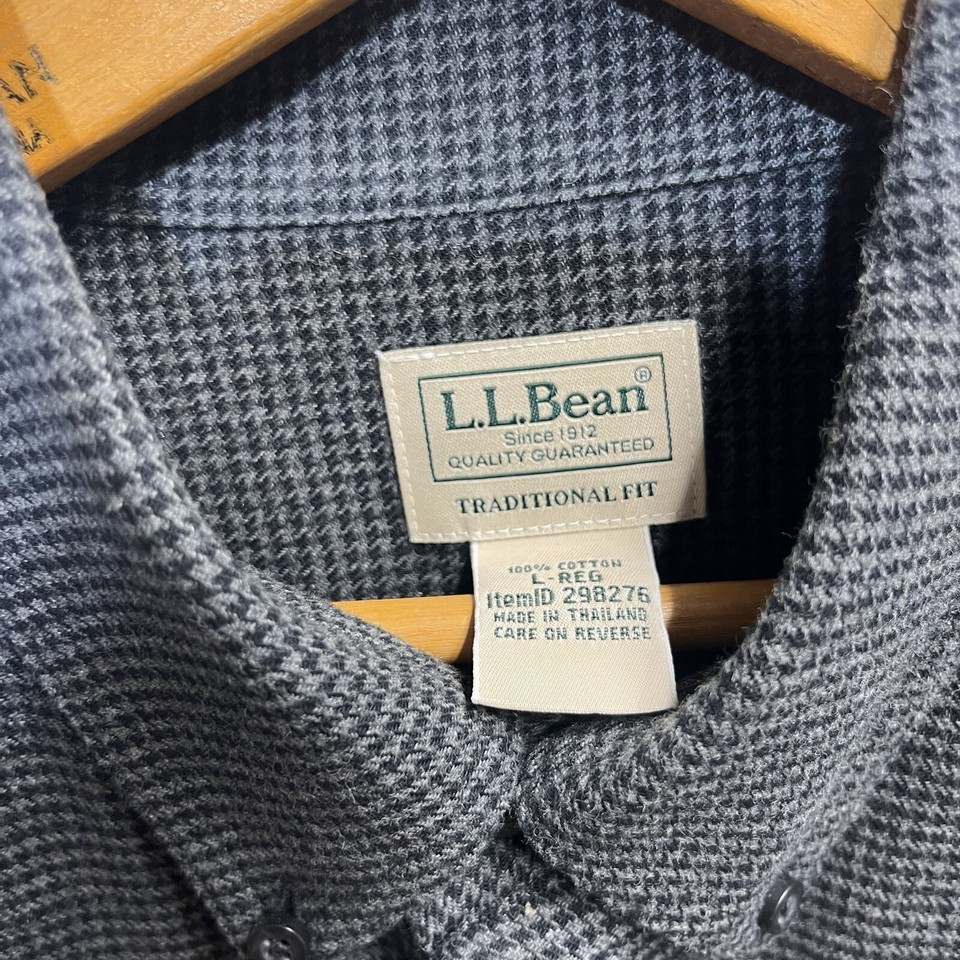 L.L.Bean®
Since 1912
QUALITY GUARANTEED
TRADITIONAL FIT
100% COTTON
L-REG
ItemID 298276
MADE IN THAILAND
CARE ON REVERSE